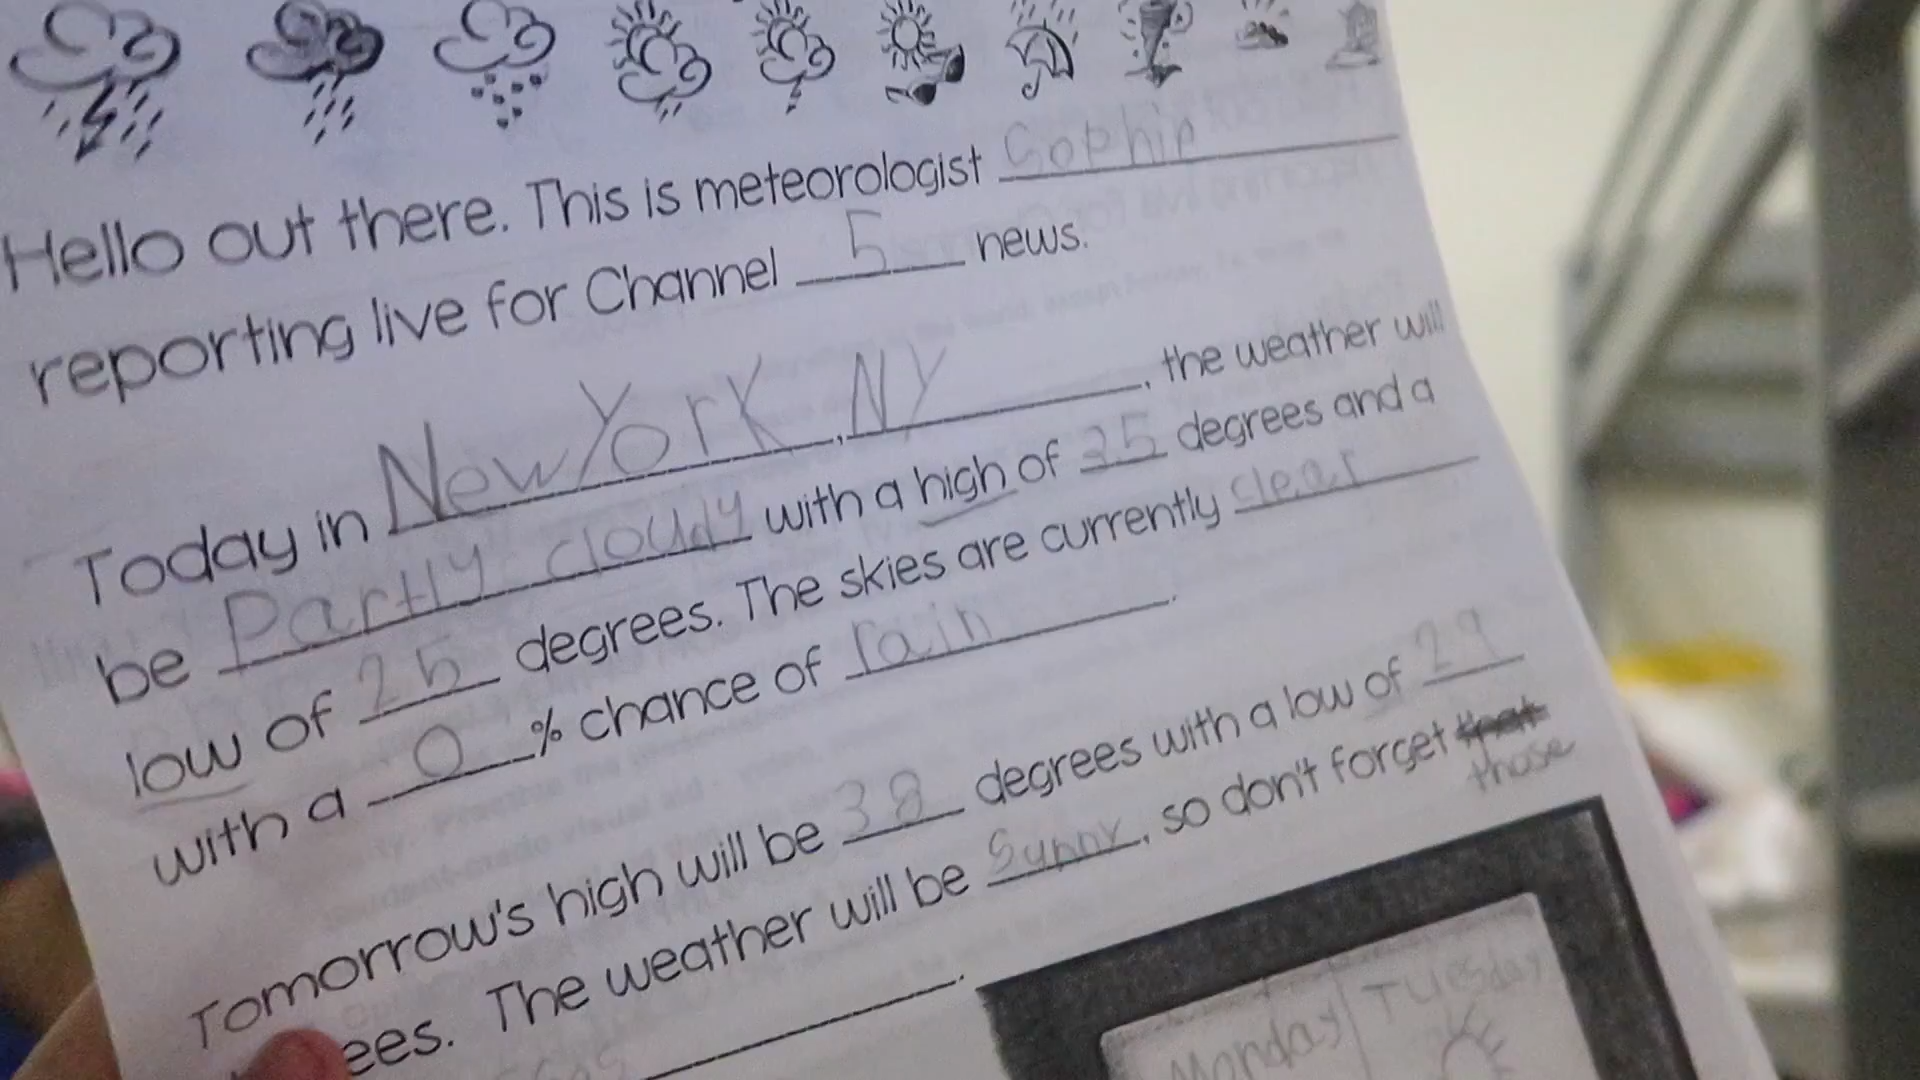 Hello out there. This is meteorologist Sophie
reporting live for Channel 5 news.
Today in New York, NY, the weather will
be Partly cloudy with a high of 35 degrees and a
low of 25 degrees. The skies are currently clear
with a 0 % chance of rain.
Tomorrow's high will be 38 degrees with a low of 29
ees. The weather will be Sunny, so don't forget that
those
Monday Tuesday